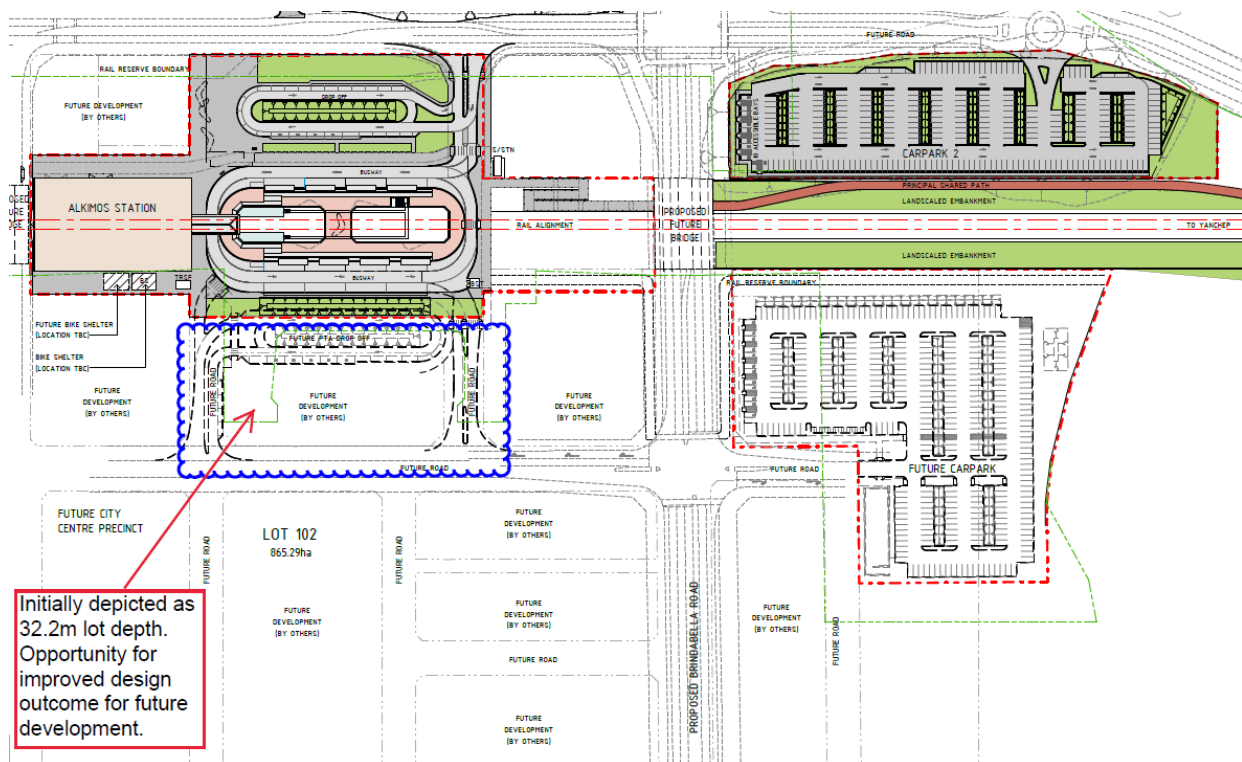 FUTURE ROAD
RAIL RESERVE BOUNDARY
FUTURE DEVELOPMENT
(BY OTHERS)
DROP OFF
S/STN
ACCESSIBLE BAYS
CARPARK 2
BUSWAY
PRINCIPAL SHARED PATH
LANDSCALED EMBANKMENT
ALKIMOS STATION
PROPOSED
FUTURE
BRIDGE
RAIL ALIGNMENT
TO YANCHEP
LANDSCALED EMBANKMENT
BUSWAY
BS
RAIL RESERVE BOUNDARY
FUTURE BIKE SHELTER
(LOCATION TBC)
BIKE SHELTER
(LOCATION TBC)
FUTURE PTA DROP OFF
FUTURE ROAD
FUTURE ROAD
FUTURE
DEVELOPMENT
(BY OTHERS)
FUTURE
DEVELOPMENT
(BY OTHERS)
FUTURE
DEVELOPMENT
(BY OTHERS)
FUTURE ROAD
FUTURE ROAD
FUTURE CARPARK
FUTURE CITY
CENTRE PRECINCT
LOT 102
865.29ha
FUTURE ROAD
FUTURE ROAD
FUTURE
DEVELOPMENT
(BY OTHERS)
Initially depicted as
32.2m lot depth.
Opportunity for
improved design
outcome for future
development.
FUTURE
DEVELOPMENT
(BY OTHERS)
FUTURE
DEVELOPMENT
(BY OTHERS)
PROPOSED BRINDABELLA ROAD
FUTURE
DEVELOPMENT
(BY OTHERS)
FUTURE ROAD
FUTURE ROAD
FUTURE
DEVELOPMENT
(BY OTHERS)